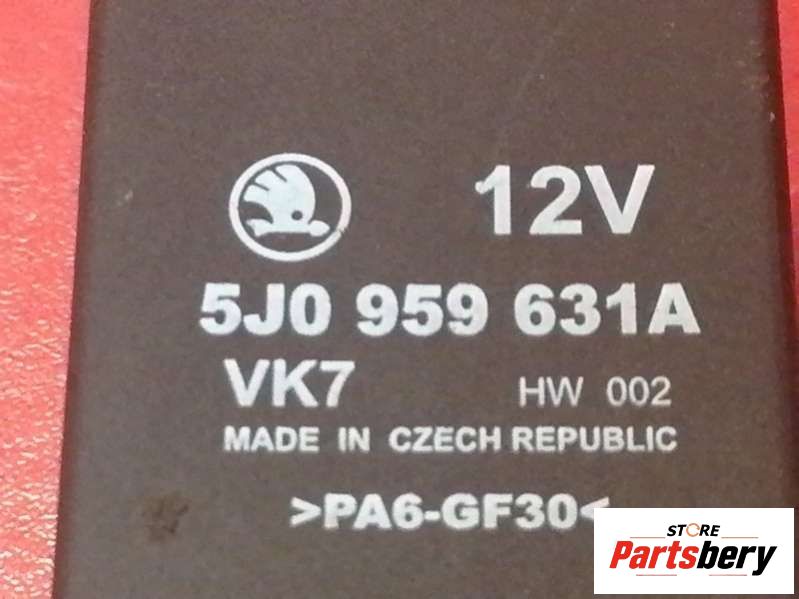 12V
5J0 959 631A
VK7 HW 002
MADE IN CZECH REPUBLIC
>PA6-GF30<
STORE
Partsbery